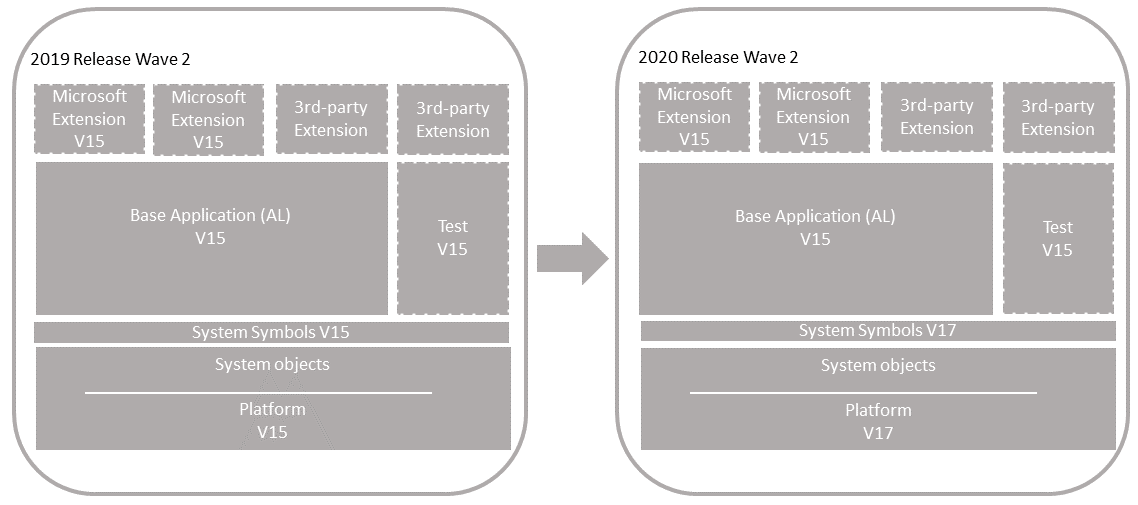 2019 Release Wave 2
Microsoft
Extension
V15
Microsoft
Extension
V15
3rd-party
Extension
3rd-party
Extension
Base Application (AL)
V15
Test
V15
System Symbols V15
System objects
Platform
V15
2020 Release Wave 2
Microsoft
Extension
V15
Microsoft
Extension
V15
3rd-party
Extension
3rd-party
Extension
Base Application (AL)
V15
Test
V15
System Symbols V17
System objects
Platform
V17